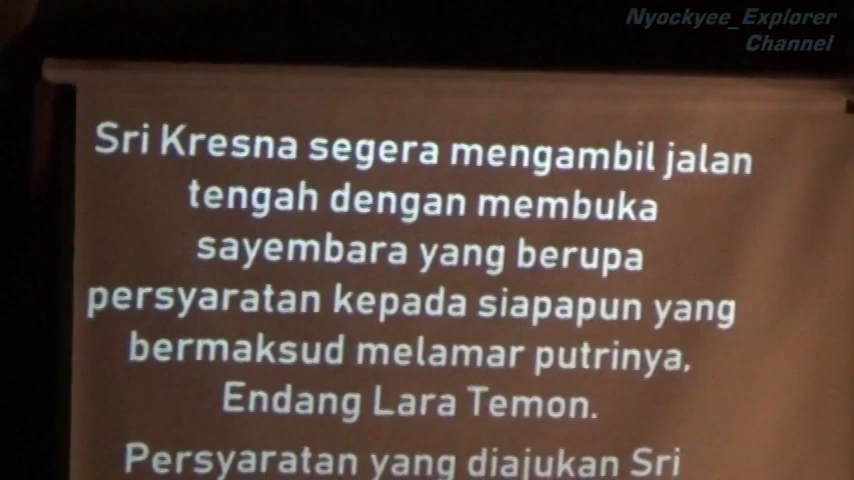 Nyockyee_Explorer
Channel
Sri Kresna segera mengambil jalan
tengah dengan membuka
sayembara yang berupa
persyaratan kepada siapapun yang
bermaksud melamar putrinya,
Endang Lara Temon.
Persyaratan yang diajukan Sri